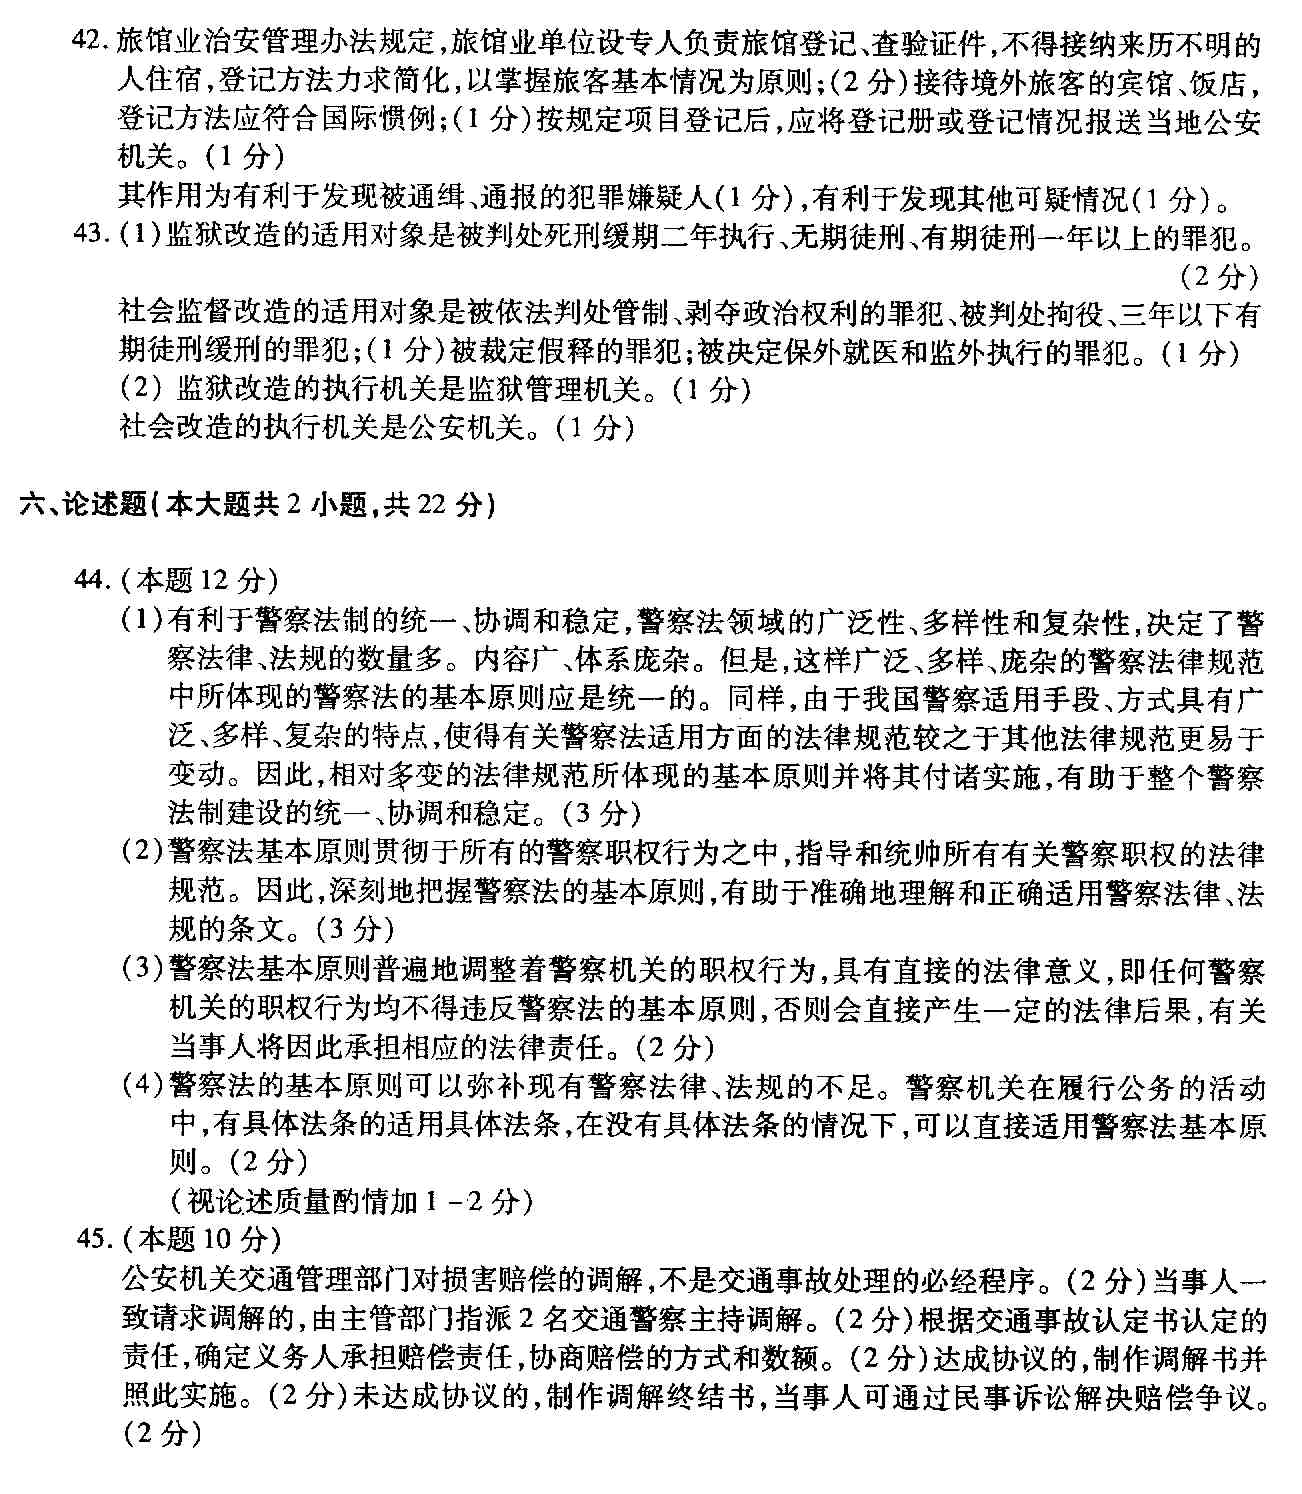 42. 旅馆业治安管理办法规定,旅馆业单位设专人负责旅馆登记、查验证件,不得接纳来历不明的
人住宿,登记方法力求简化,以掌握旅客基本情况为原则;(2 分)接待境外旅客的宾馆、饭店,
登记方法应符合国际惯例;(1 分)按规定项目登记后,应将登记册或登记情况报送当地公安
机关。(1 分)
其作用为有利于发现被通缉、通报的犯罪嫌疑人(1 分),有利于发现其他可疑情况(1 分)。
43. (1)监狱改造的适用对象是被判处死刑缓期二年执行、无期徒刑、有期徒刑一年以上的罪犯。
(2 分)
社会监督改造的适用对象是被依法判处管制、剥夺政治权利的罪犯、被判处拘役、三年以下有
期徒刑缓刑的罪犯;(1 分)被裁定假释的罪犯;被决定保外就医和监外执行的罪犯。(1 分)
(2) 监狱改造的执行机关是监狱管理机关。(1 分)
社会改造的执行机关是公安机关。(1 分)
六、论述题(本大题共 2 小题,共 22 分)
44. (本题 12 分)
(1)有利于警察法制的统一、协调和稳定,警察法领域的广泛性、多样性和复杂性,决定了警
察法律、法规的数量多。内容广、体系庞杂。但是,这样广泛、多样、庞杂的警察法律规范
中所体现的警察法的基本原则应是统一的。同样,由于我国警察适用手段、方式具有广
泛、多样、复杂的特点,使得有关警察法适用方面的法律规范较之于其他法律规范更易于
变动。因此,相对多变的法律规范所体现的基本原则并将其付诸实施,有助于整个警察
法制建设的统一、协调和稳定。(3 分)
(2)警察法基本原则贯彻于所有的警察职权行为之中,指导和统帅所有有关警察职权的法律
规范。因此,深刻地把握警察法的基本原则,有助于准确地理解和正确适用警察法律、法
规的条文。(3 分)
(3)警察法基本原则普遍地调整着警察机关的职权行为,具有直接的法律意义,即任何警察
机关的职权行为均不得违反警察法的基本原则,否则会直接产生一定的法律后果,有关
当事人将因此承担相应的法律责任。(2 分)
(4)警察法的基本原则可以弥补现有警察法律、法规的不足。警察机关在履行公务的活动
中,有具体法条的适用具体法条,在没有具体法条的情况下,可以直接适用警察法基本原
则。(2 分)
(视论述质量酌情加 1 -2 分)
45. (本题 10 分)
公安机关交通管理部门对损害赔偿的调解,不是交通事故处理的必经程序。(2 分)当事人一
致请求调解的,由主管部门指派 2 名交通警察主持调解。(2 分)根据交通事故认定书认定的
责任,确定义务人承担赔偿责任,协商赔偿的方式和数额。(2 分)达成协议的,制作调解书并
照此实施。(2 分)未达成协议的,制作调解终结书,当事人可通过民事诉讼解决赔偿争议。
(2 分)